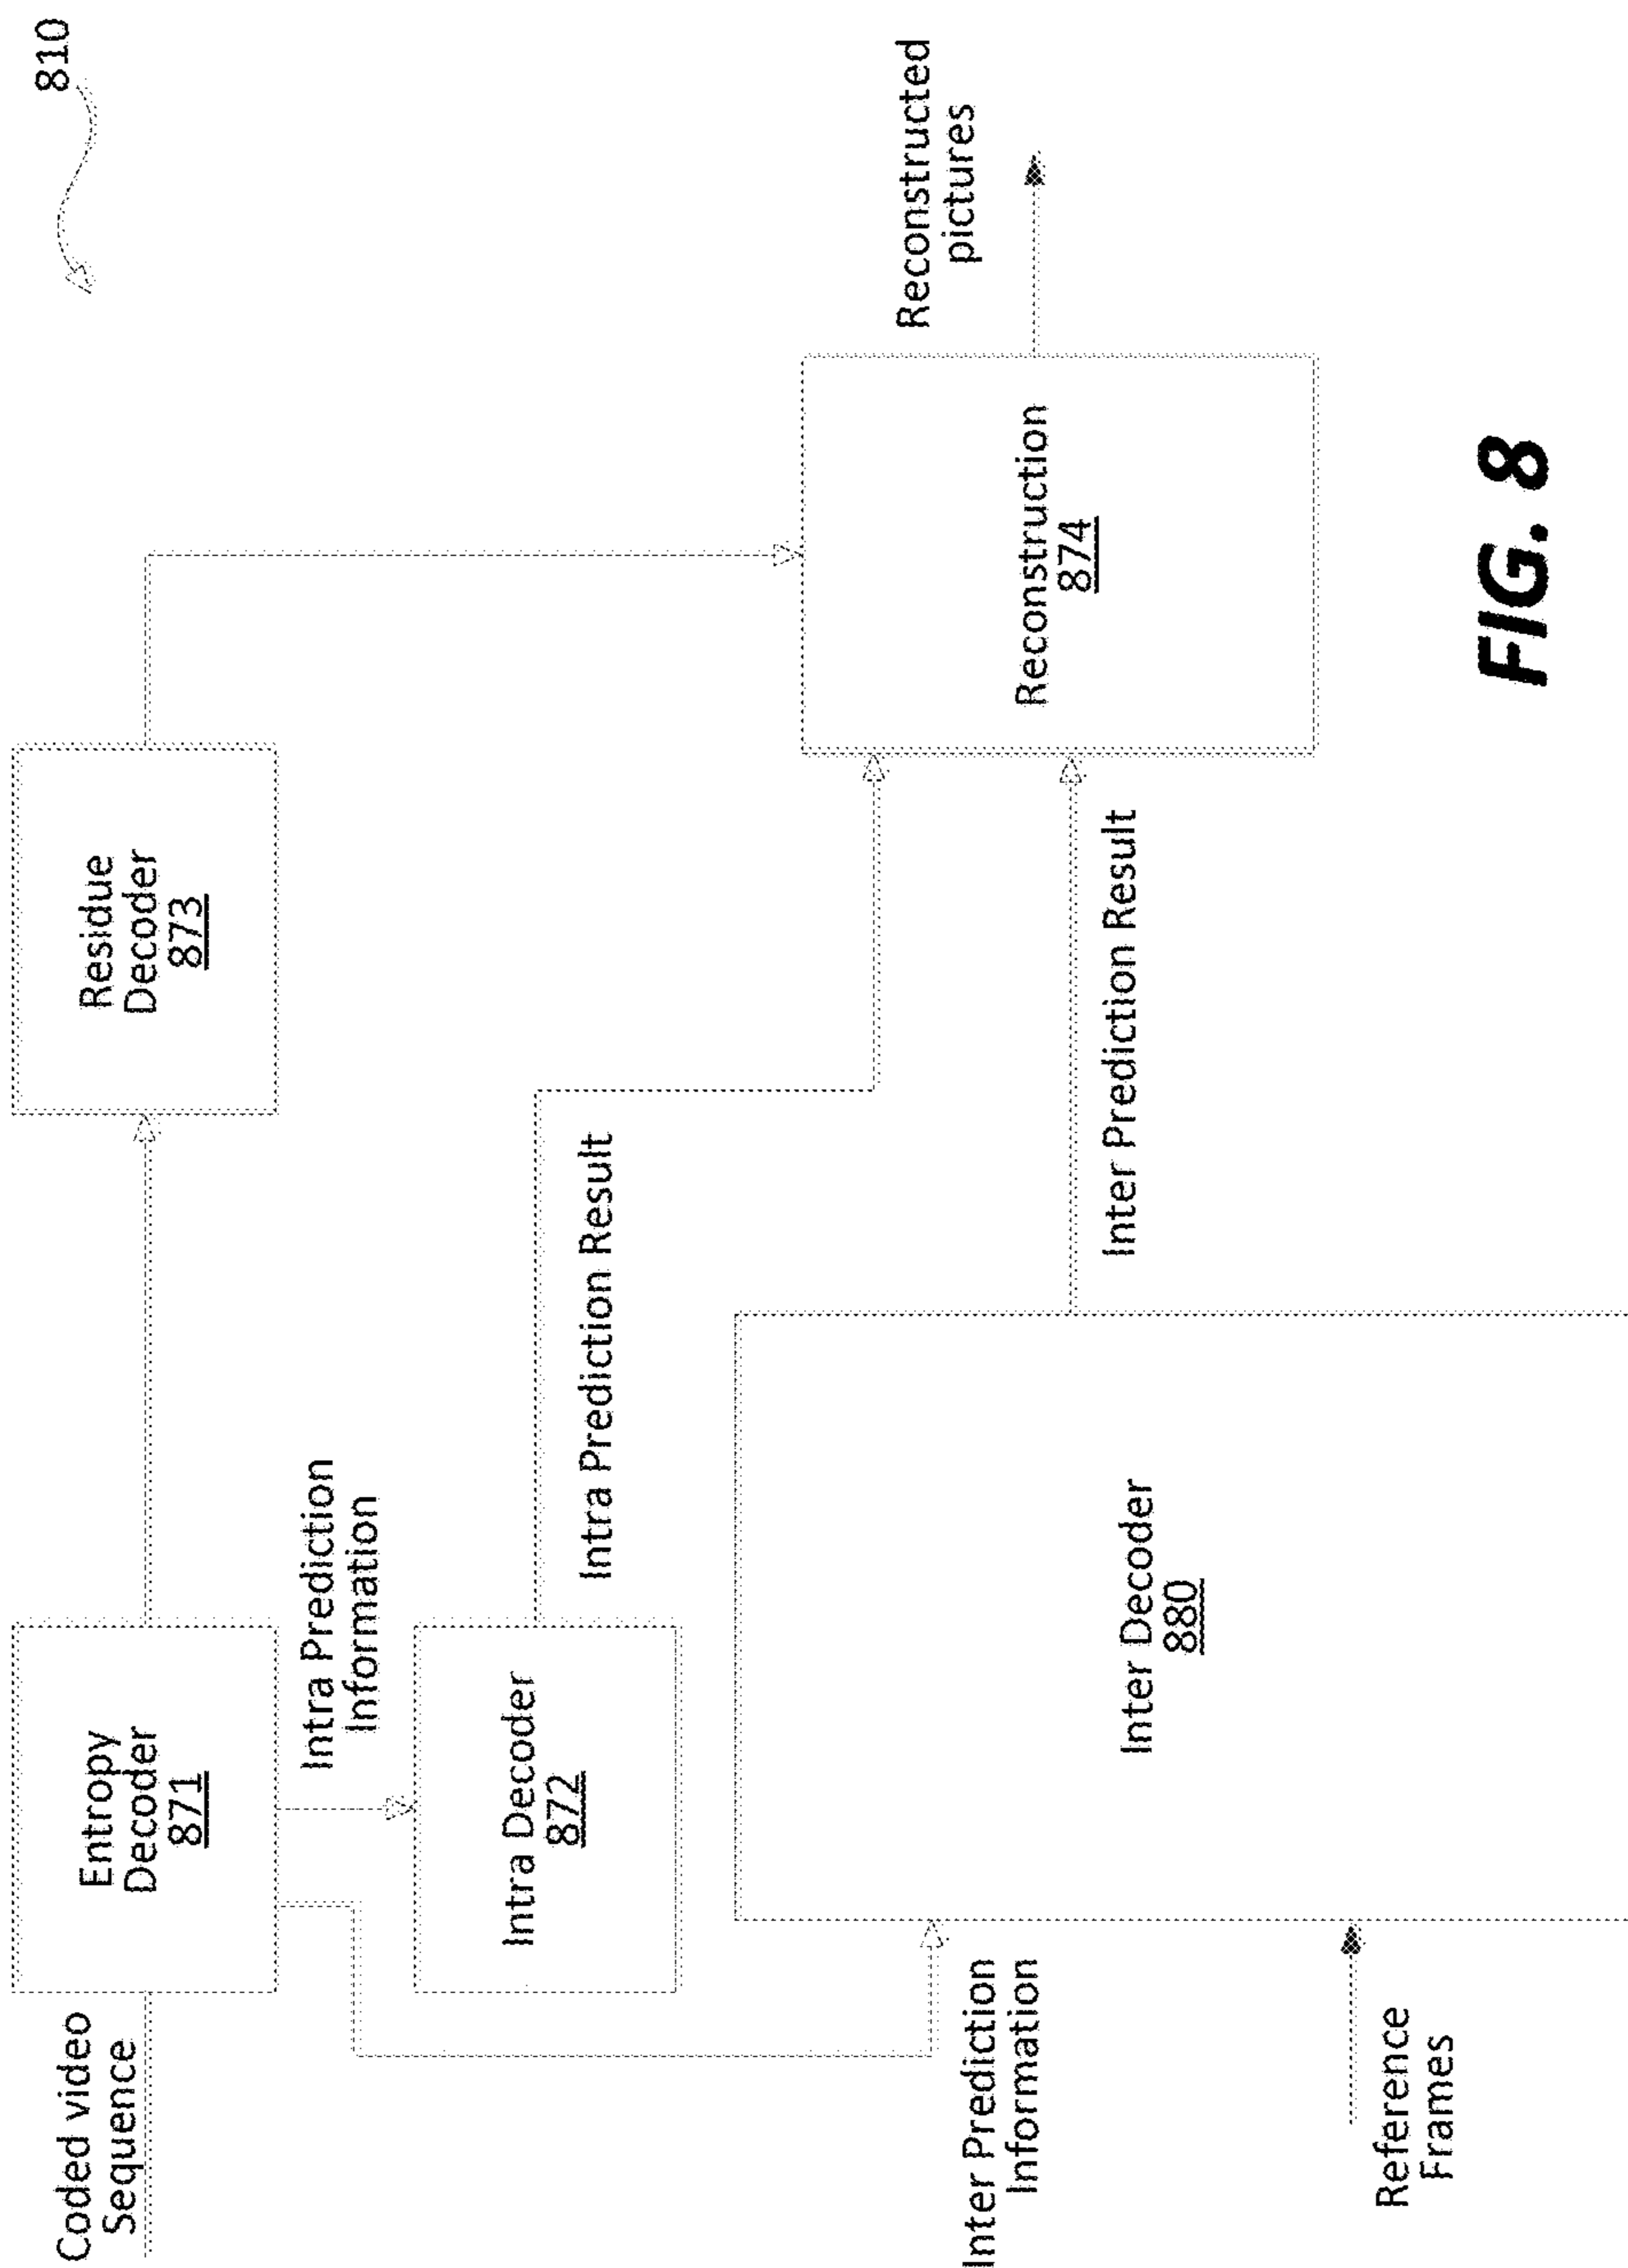 810
Coded video
Sequence
Entropy
Decoder
871
Residue
Decoder
873
Intra Prediction
Information
Intra Decoder
872
Intra Prediction Result
Inter Prediction
Information
Reference
Frames
Inter Decoder
880
Inter Prediction Result
Reconstruction
874
Reconstructed
pictures
FIG. 8